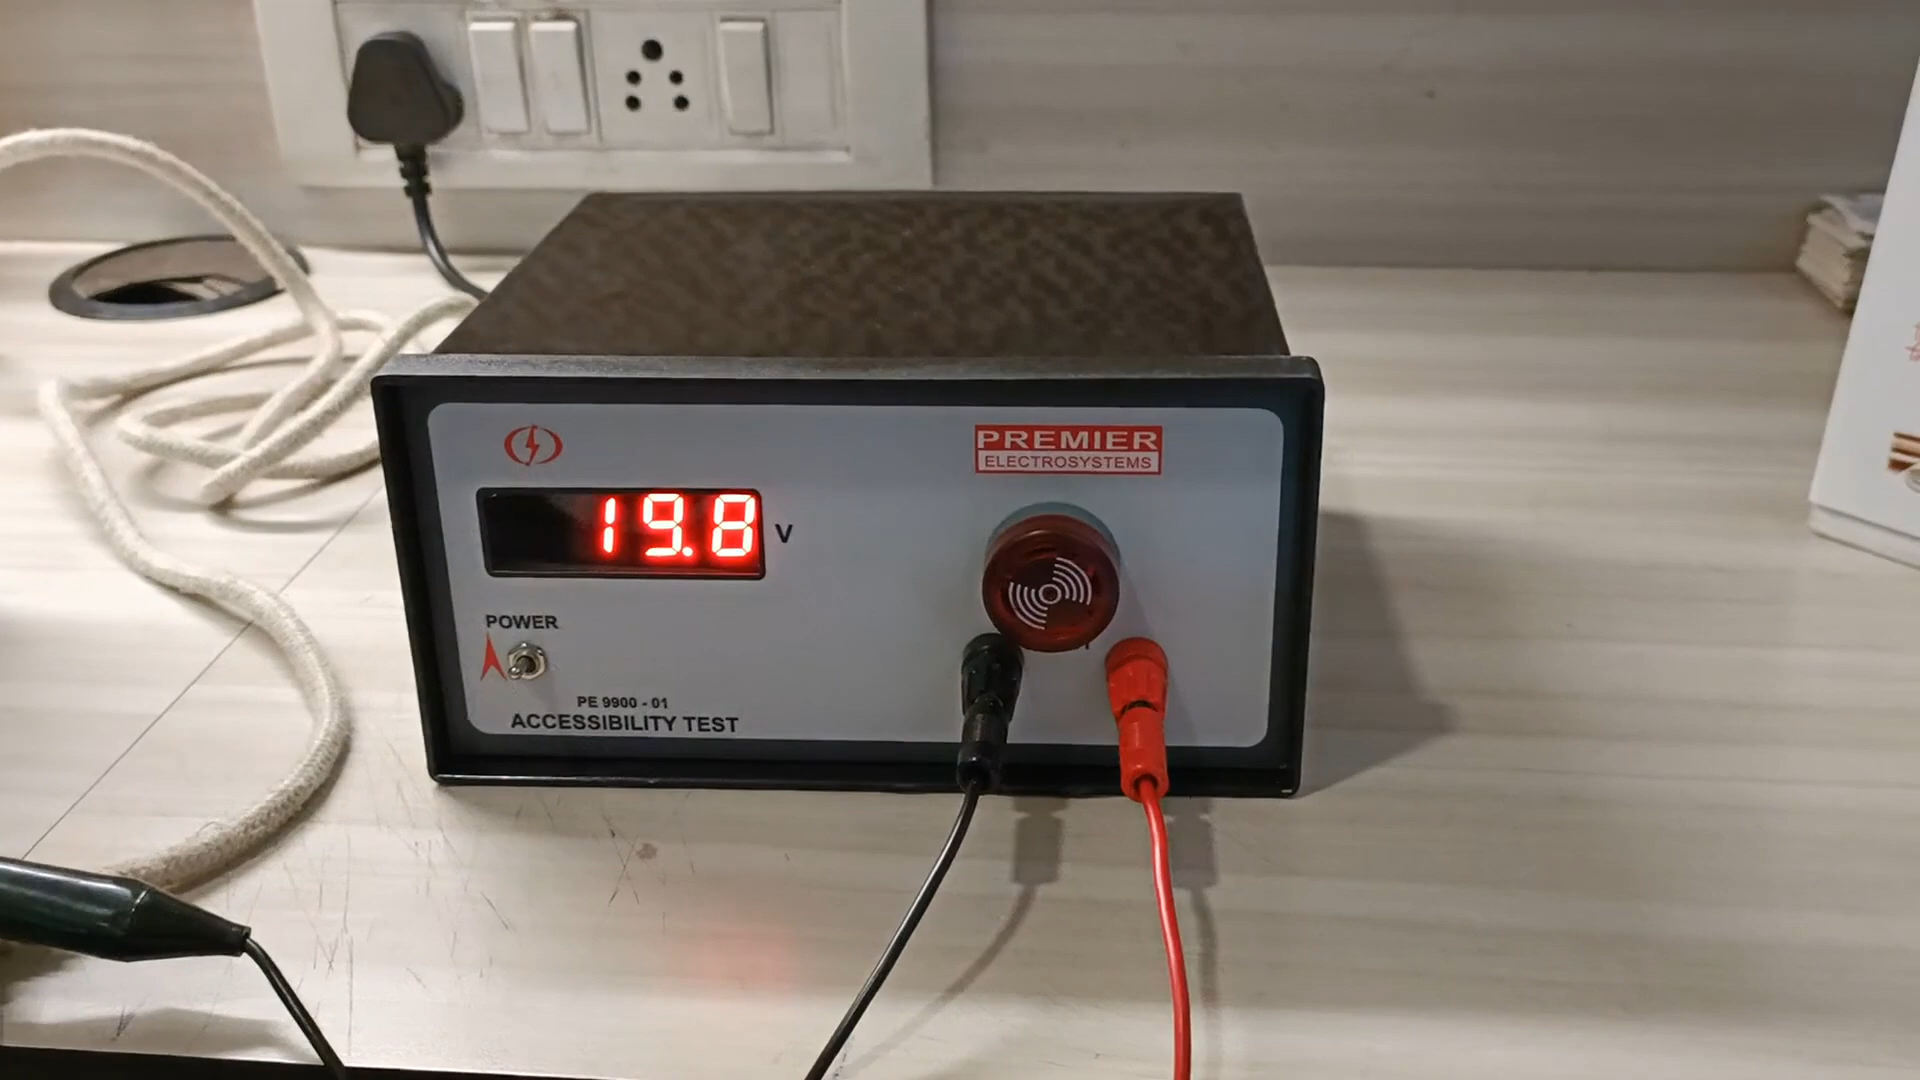 PREMIER
ELECTROSYSTEMS
19.8 V
POWER
PE 9900 - 01
ACCESSIBILITY TEST